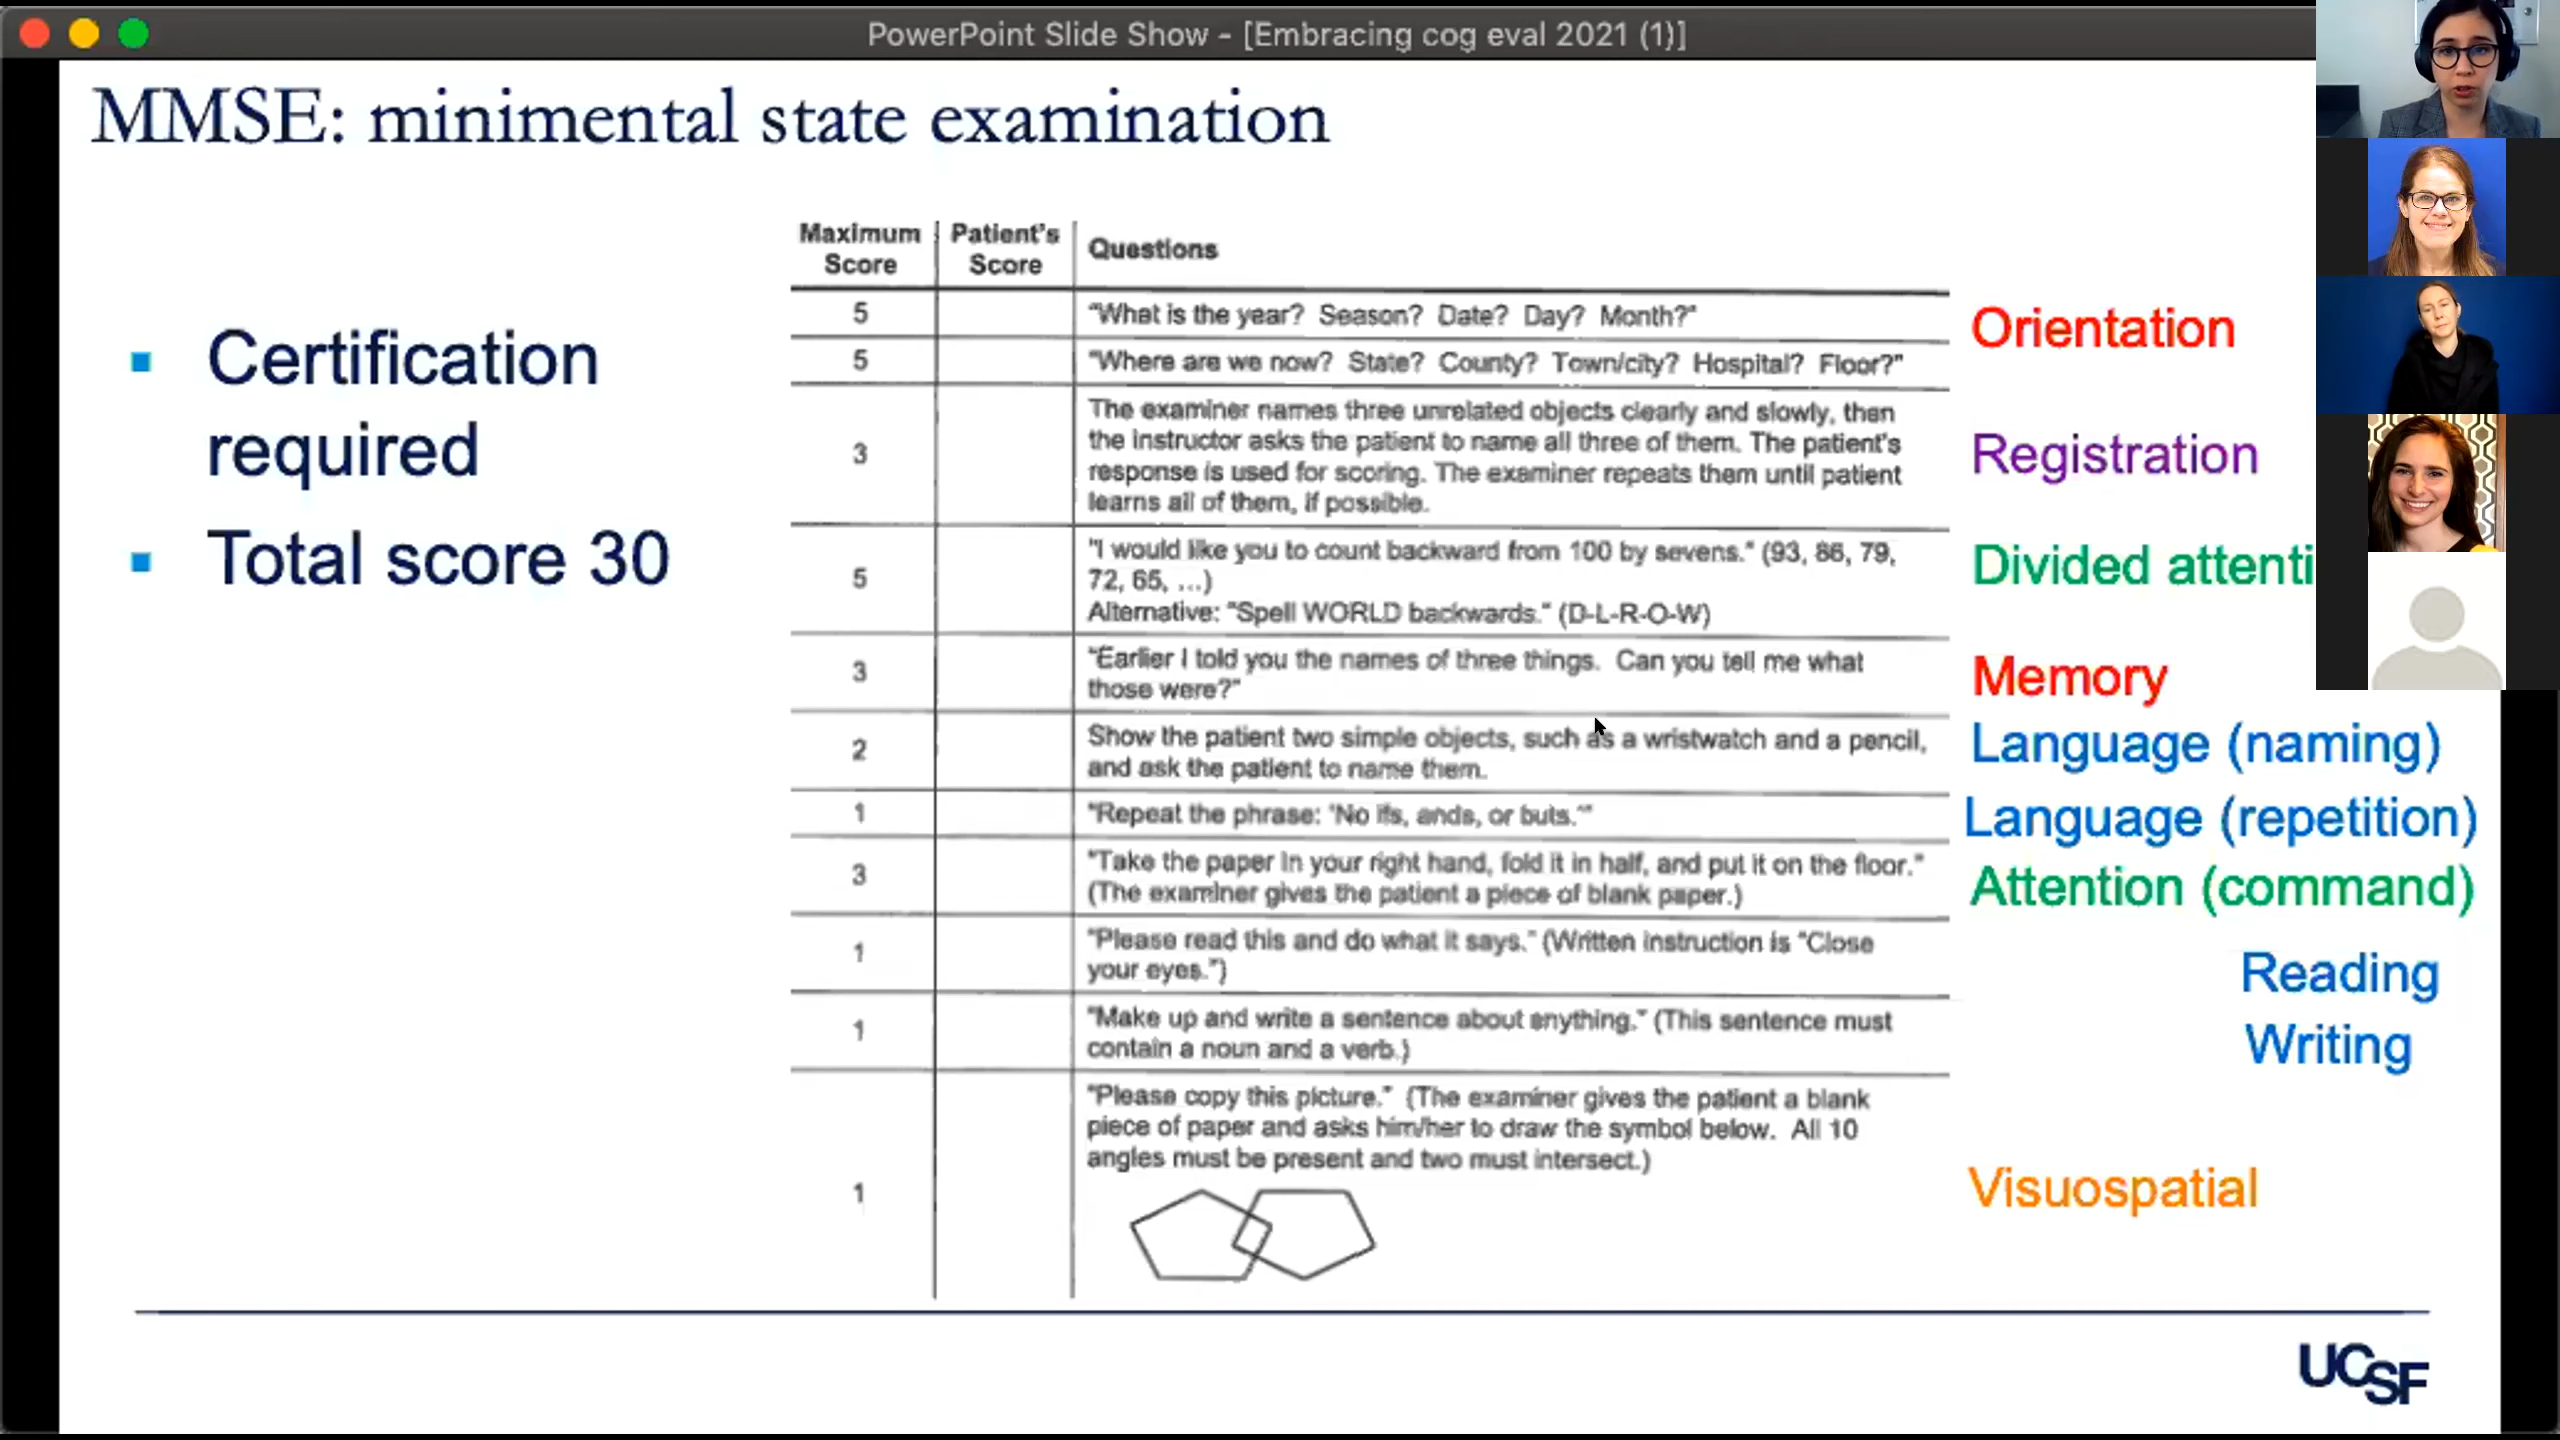 PowerPoint Slide Show - [Embracing cog eval 2021 (1)]
MMSE: minimental state examination
Certification
required
Total score 30
Maximum Score
Patient's Score
Questions
5
"What is the year? Season? Date? Day? Month?"
Orientation
5
"Where are we now? State? County? Town/city? Hospital? Floor?"
3
The examiner names three unrelated objects clearly and slowly, then
the instructor asks the patient to name all three of them. The patient's
response is used for scoring. The examiner repeats them until patient
learns all of them, if possible.
Registration
5
"I would like you to count backward from 100 by sevens." (93, 86, 79,
72, 65, ...)
Alternative: "Spell WORLD backwards." (D-L-R-O-W)
Divided attenti
3
"Earlier I told you the names of three things. Can you tell me what
those were?"
Memory
2
Show the patient two simple objects, such as a wristwatch and a pencil,
and ask the patient to name them.
Language (naming)
1
"Repeat the phrase: 'No ifs, ands, or buts.'"
Language (repetition)
3
"Take the paper in your right hand, fold it in half, and put it on the floor."
(The examiner gives the patient a piece of blank paper.)
Attention (command)
1
"Please read this and do what it says." (Written instruction is "Close
your eyes.")
Reading
1
"Make up and write a sentence about anything." (This sentence must
contain a noun and a verb.)
Writing
1
"Please copy this picture." (The examiner gives the patient a blank
piece of paper and asks him/her to draw the symbol below. All 10
angles must be present and two must intersect.)
Visuospatial
UCSF